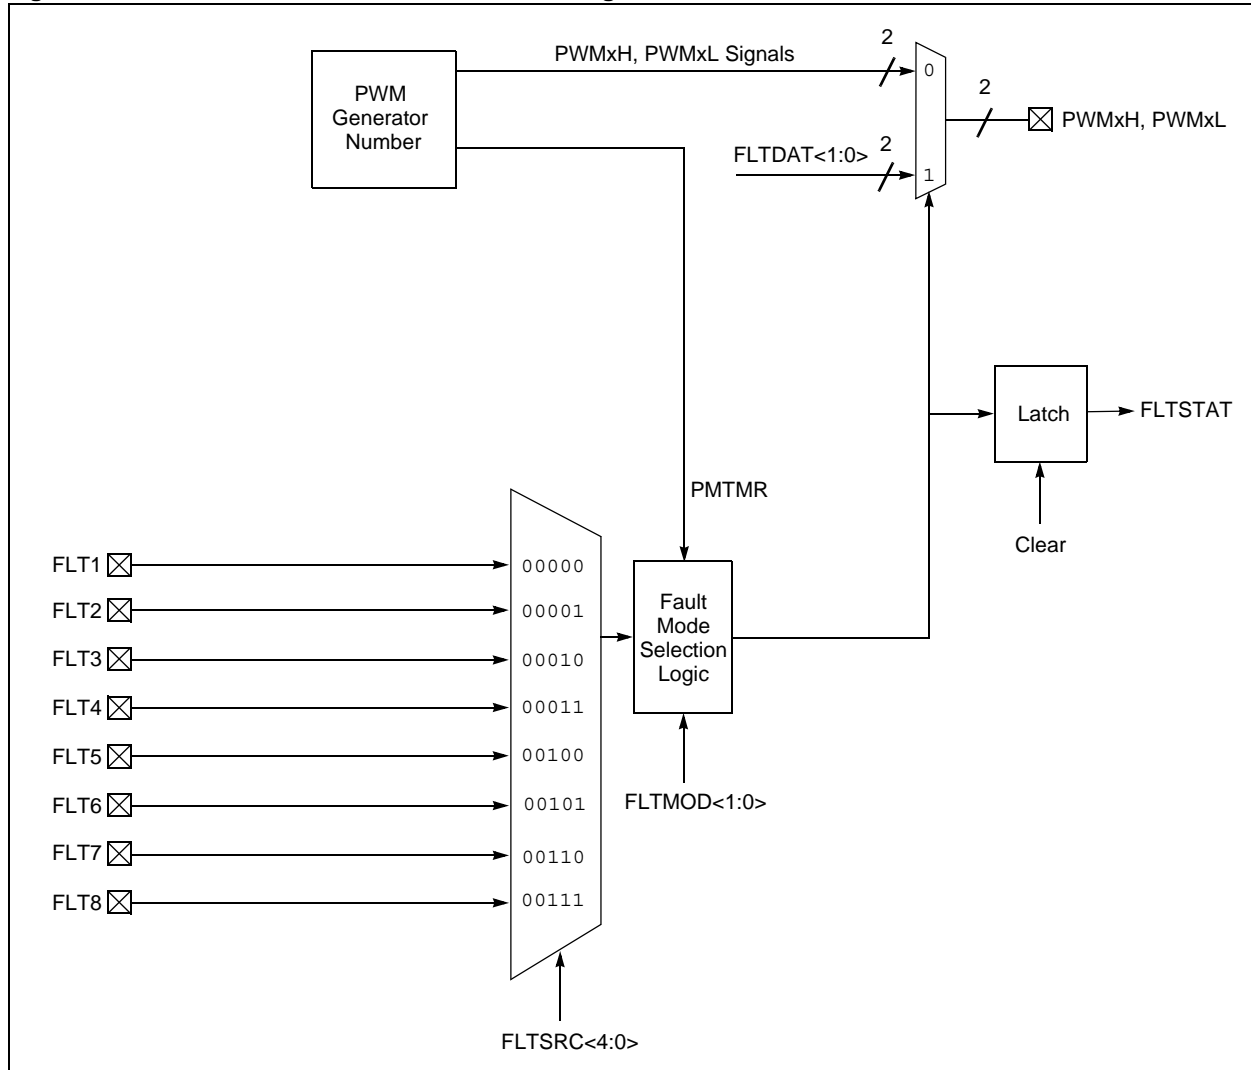 PWMxH, PWMxL Signals
2
0
PWM
Generator
Number
2
PWMxH, PWMxL
FLTDAT<1:0>
2
1
Latch
FLTSTAT
Clear
PMTMR
FLT1
00000
FLT2
00001
FLT3
00010
FLT4
00011
FLT5
00100
FLT6
00101
FLT7
00110
FLT8
00111
Fault
Mode
Selection
Logic
FLTMOD<1:0>
FLTSRC<4:0>